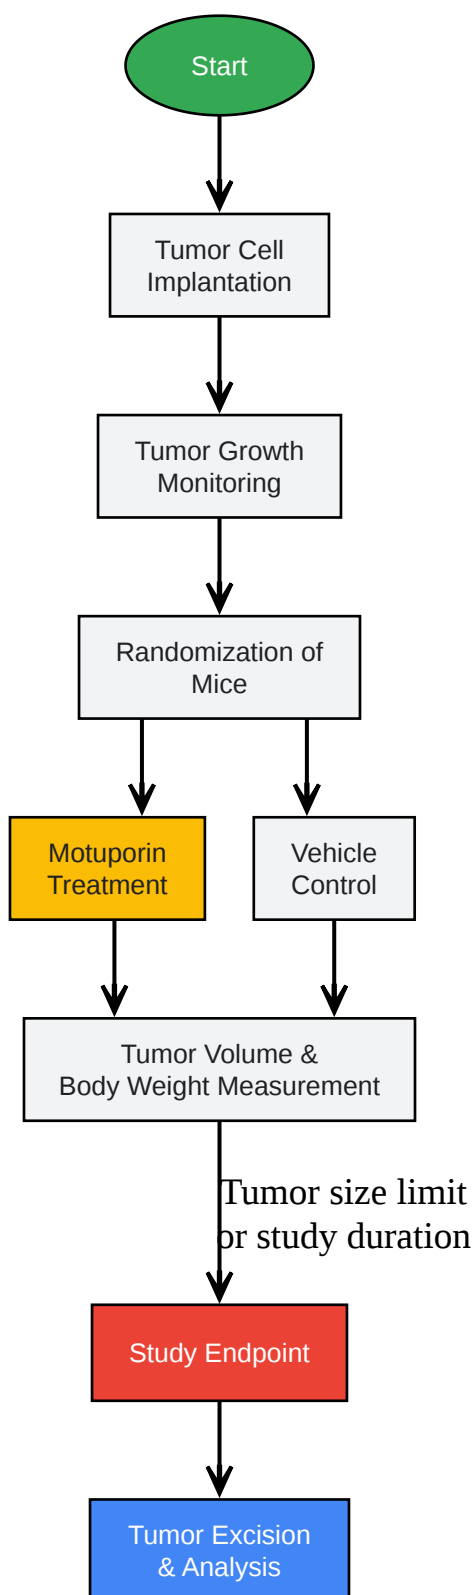 Start
Tumor Cell
Implantation
Tumor Growth
Monitoring
Randomization of
Mice
Motuporin
Treatment
Vehicle
Control
Tumor Volume &
Body Weight Measurement
Tumor size limit
or study duration
Study Endpoint
Tumor Excision
& Analysis